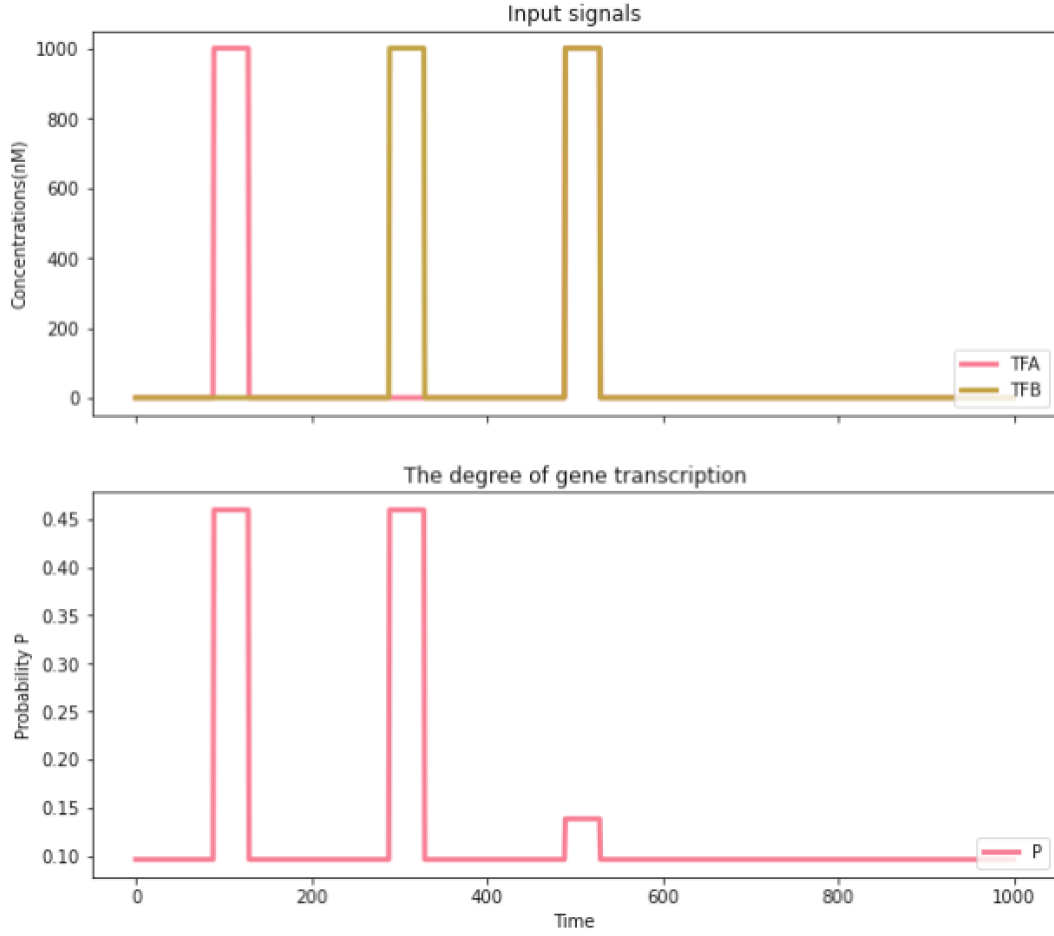 Input signals
Concentrations(nM)
1000
800
600
400
200
0
TFA
TFB
The degree of gene transcription
Probability P
0.45
0.40
0.35
0.30
0.25
0.20
0.15
0.10
P
0 200 400 600 800 1000
Time